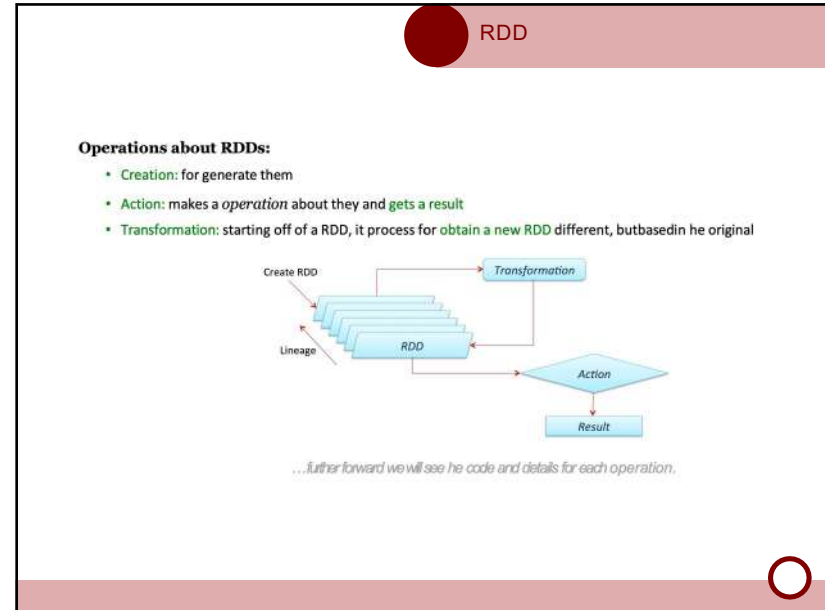 RDD
Operations about RDDs:
• Creation: for generate them
• Action: makes a operation about they and gets a result
• Transformation: starting off of a RDD, it process for obtain a new RDD different, butbasedin he original
Create RDD
Transformation
Lineage
RDD
Action
Result
...further forward we will see he code and details for each operation.